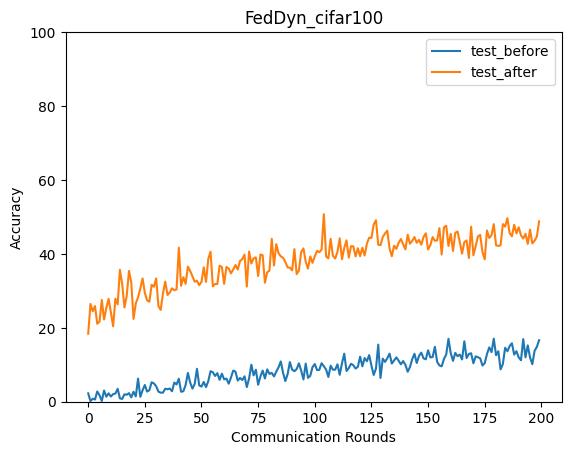 FedDyn_cifar100
test_before
test_after
100
80
60
40
20
0
Accuracy
0 25 50 75 100 125 150 175 200
Communication Rounds